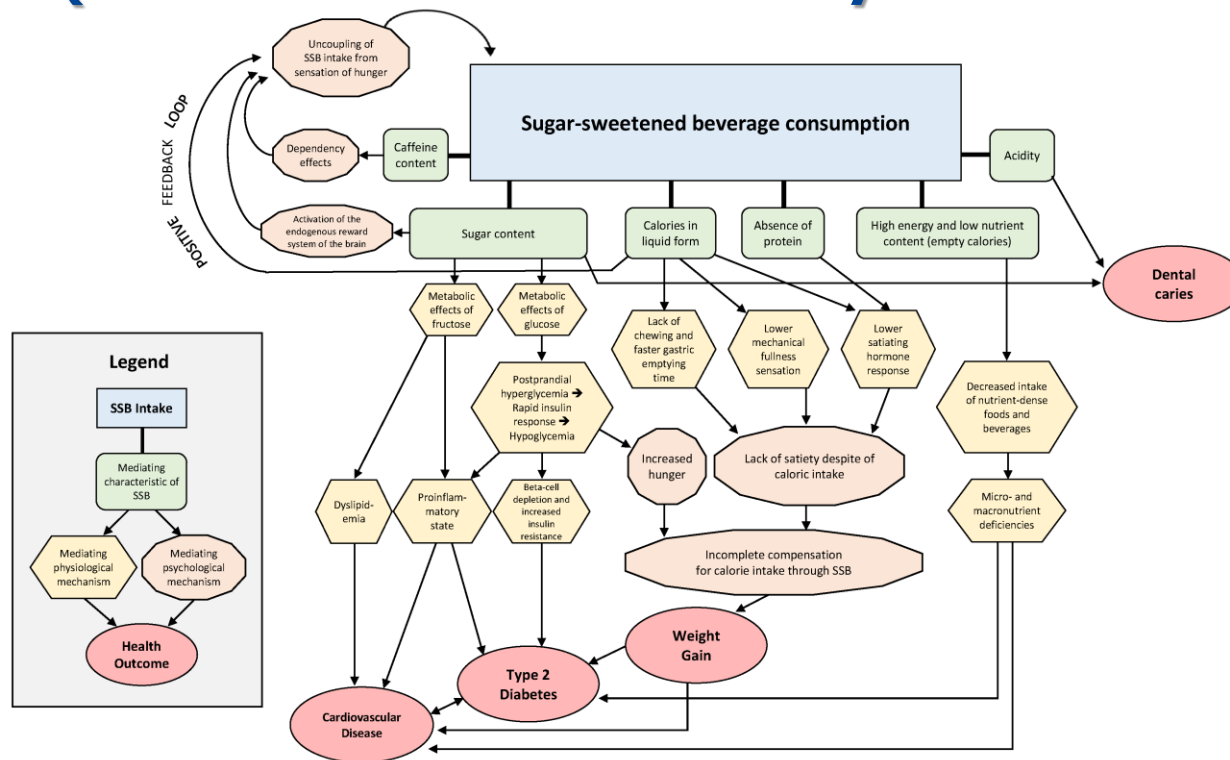 Uncoupling of
SSB intake from
sensation of hunger
Sugar-sweetened beverage consumption
POSITIVE FEEDBACK LOOP
Dependency
effects
Caffeine
content
Acidity
Activation of the
endogenous reward
system of the brain
Sugar content
Calories in
liquid form
Absence of
protein
High energy and low nutrient
content (empty calories)
Dental
caries
Metabolic
effects of
fructose
Metabolic
effects of
glucose
Lack of
chewing and
faster gastric
emptying
time
Lower
mechanical
fullness
sensation
Lower
satiating
hormone
response
Postprandial
hyperglycemia ➔
Rapid insulin
response ➔
Hypoglycemia
Decreased intake
of nutrient-dense
foods and
beverages
Increased
hunger
Lack of satiety despite of
caloric intake
Dyslipid-
emia
Proinflam-
matory
state
Beta-cell
depletion and
increased insulin
resistance
Micro- and
macronutrient
deficiencies
Incomplete compensation
for calorie intake through SSB
Weight
Gain
Type 2
Diabetes
Cardiovascular
Disease
Legend
SSB Intake
Mediating
characteristic of
SSB
Mediating
physiological
mechanism
Mediating
psychological
mechanism
Health
Outcome